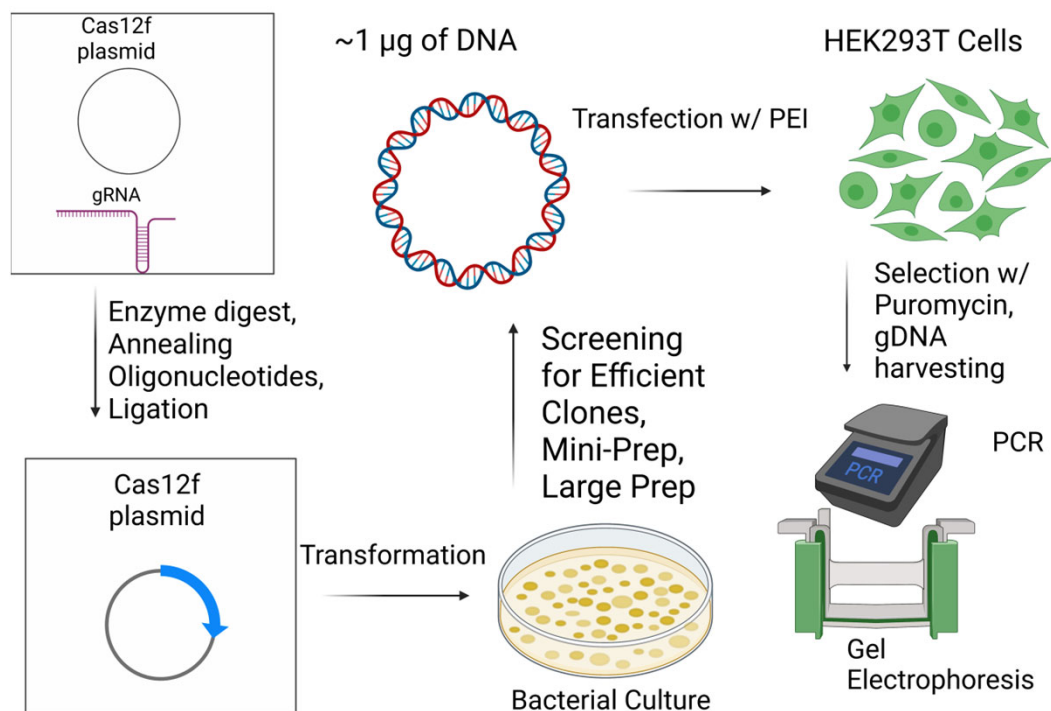 Cas12f
plasmid
gRNA
Enzyme digest,
Annealing
Oligonucleotides,
Ligation
Cas12f
plasmid
Transformation
Bacterial Culture
Screening
for Efficient
Clones,
Mini-Prep,
Large Prep
~1 µg of DNA
Transfection w/ PEI
HEK293T Cells
Selection w/
Puromycin,
gDNA
harvesting
PCR
PCR
Gel
Electrophoresis